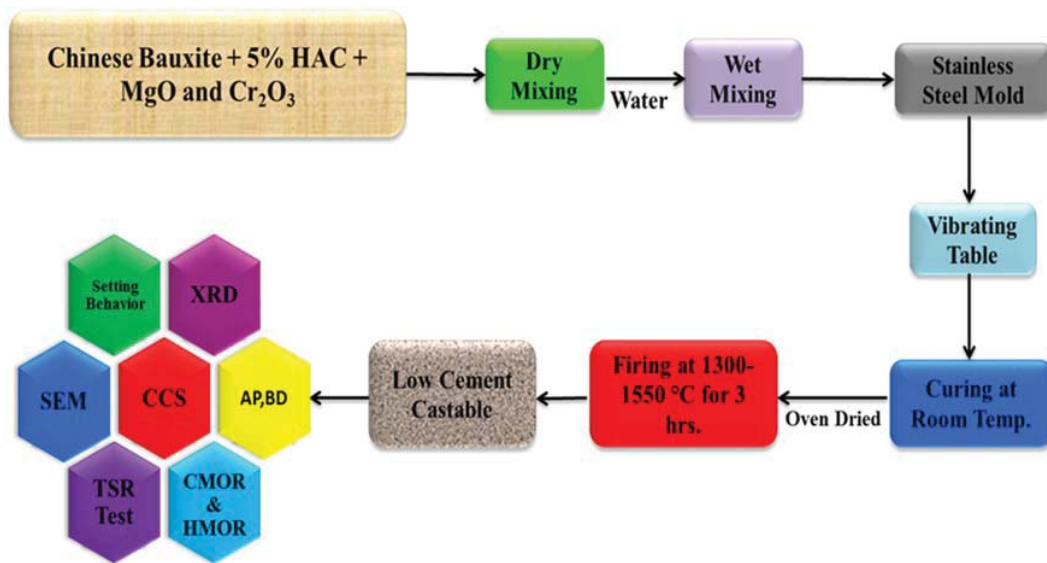 Chinese Bauxite + 5% HAC +
MgO and Cr₂O₃
Dry
Mixing
Water
Wet
Mixing
Stainless
Steel Mold
Vibrating
Table
Curing at
Room Temp.
Oven Dried
Firing at 1300-
1550 °C for 3
hrs.
Low Cement
Castable
Setting
Behavior
XRD
SEM
CCS
AP,BD
TSR
Test
CMOR
&
HMOR